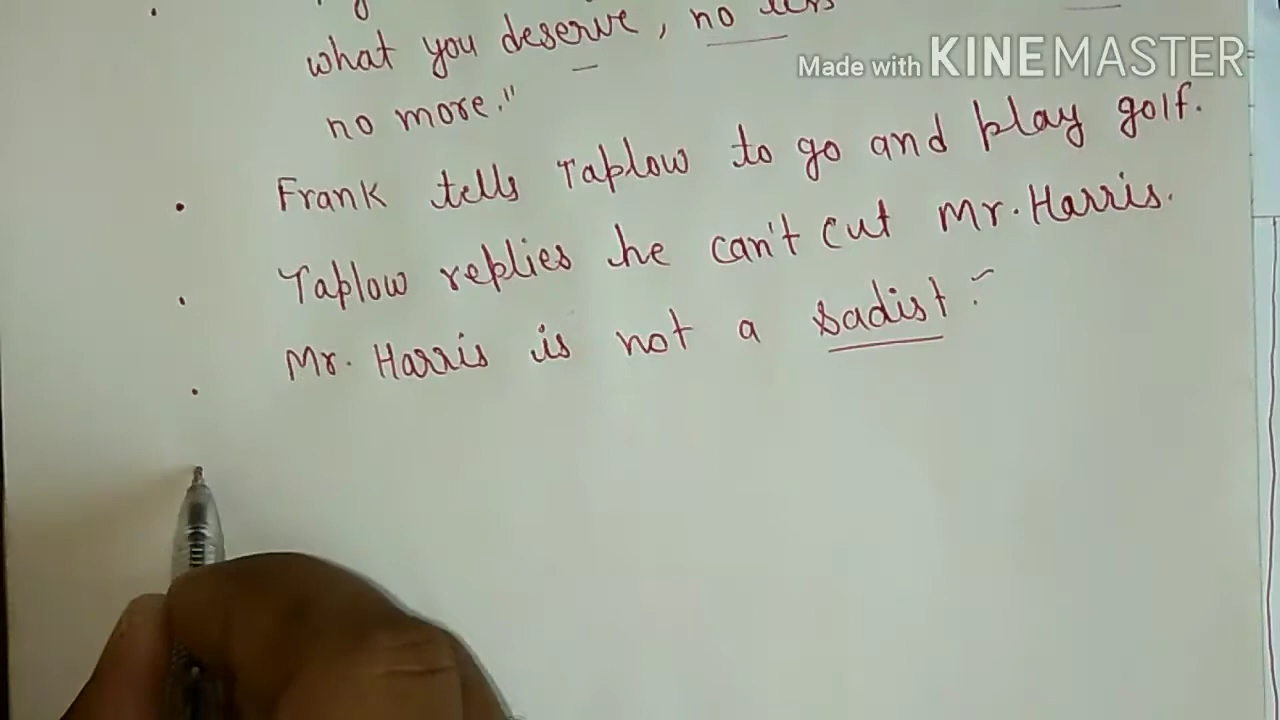 what you deserve, no less
Made with KINEMASTER
no more."
. Frank tells Taplow to go and play golf.
. Taplow replies he can't cut Mr. Harris.
. Mr. Harris is not a sadist :-